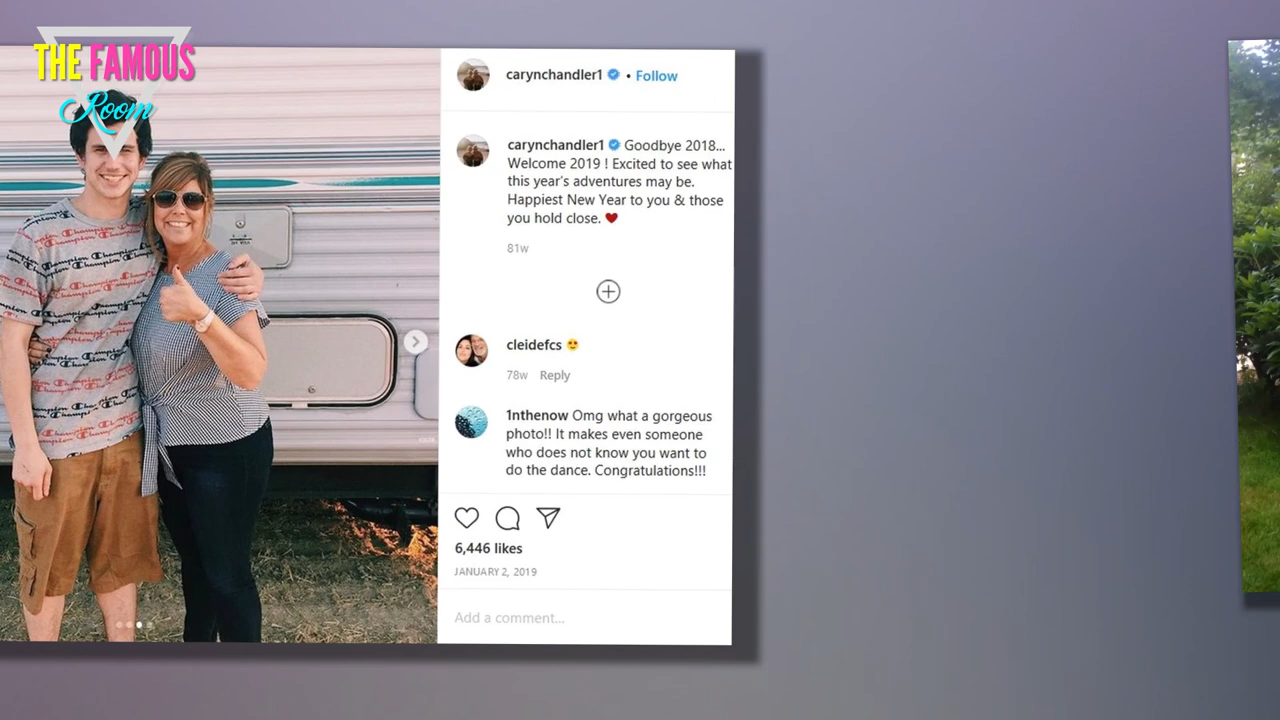 THE FAMOUS
Room
carynchandler1 • Follow
carynchandler1 Goodbye 2018...
Welcome 2019 ! Excited to see what
this year's adventures may be.
Happiest New Year to you & those
you hold close. ❤️
81w
cleidefcs 😍
78w Reply
1nthenow Omg what a gorgeous
photo!! It makes even someone
who does not know you want to
do the dance. Congratulations!!!
6,446 likes
JANUARY 2, 2019
Add a comment...
Champion